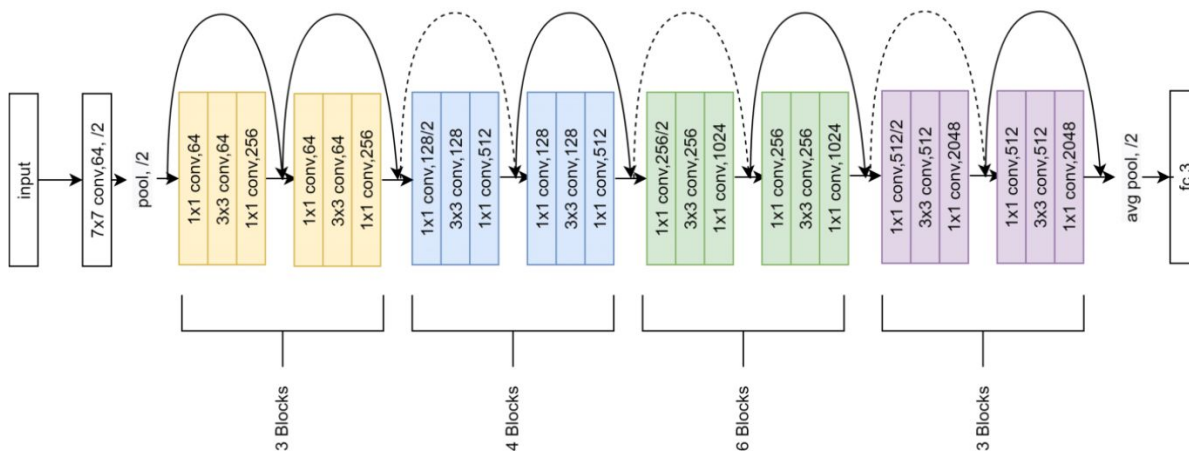 input
7x7 conv,64, /2
pool, /2
1x1 conv,64
3x3 conv,64
1x1 conv,256
1x1 conv,64
3x3 conv,64
1x1 conv,256
1x1 conv,128/2
3x3 conv,128
1x1 conv,512
1x1 conv,128
3x3 conv,128
1x1 conv,512
1x1 conv,256/2
3x3 conv,256
1x1 conv,1024
1x1 conv,256
3x3 conv,256
1x1 conv,1024
1x1 conv,512/2
3x3 conv,512
1x1 conv,2048
1x1 conv,512
3x3 conv,512
1x1 conv,2048
avg pool, /2
fc 3
3 Blocks
4 Blocks
6 Blocks
3 Blocks